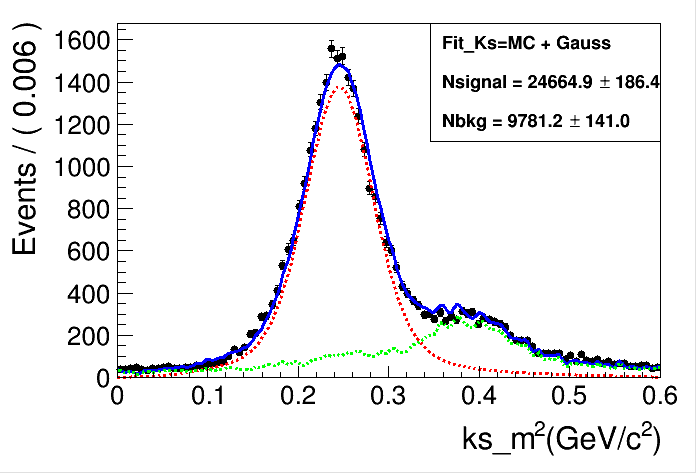 Fit_Ks=MC + Gauss
Nsignal = 24664.9 ± 186.4
Nbkg = 9781.2 ± 141.0
Events / ( 0.006 )
1600
1400
1200
1000
800
600
400
200
0
0 0.1 0.2 0.3 0.4 0.5 0.6
ks_m²(GeV/c²)